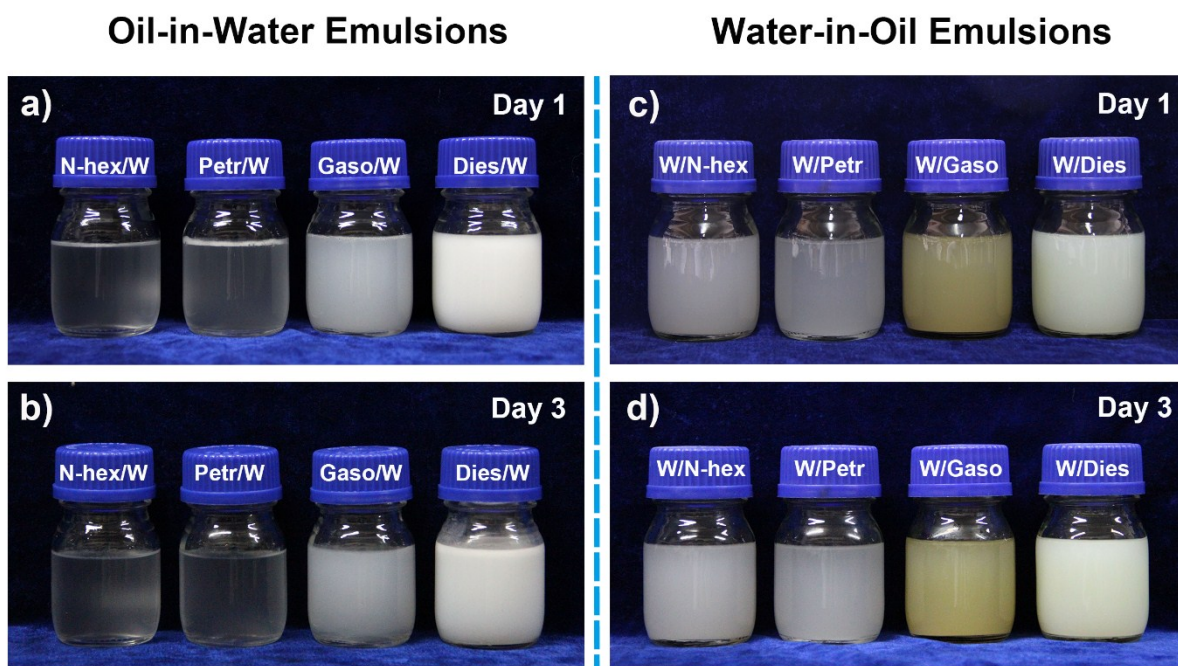 Oil-in-Water Emulsions
Water-in-Oil Emulsions
a)
Day 1
N-hex/W
Petr/W
Gaso/W
Dies/W
c)
Day 1
W/N-hex
W/Petr
W/Gaso
W/Dies
b)
Day 3
N-hex/W
Petr/W
Gaso/W
Dies/W
d)
Day 3
W/N-hex
W/Petr
W/Gaso
W/Dies